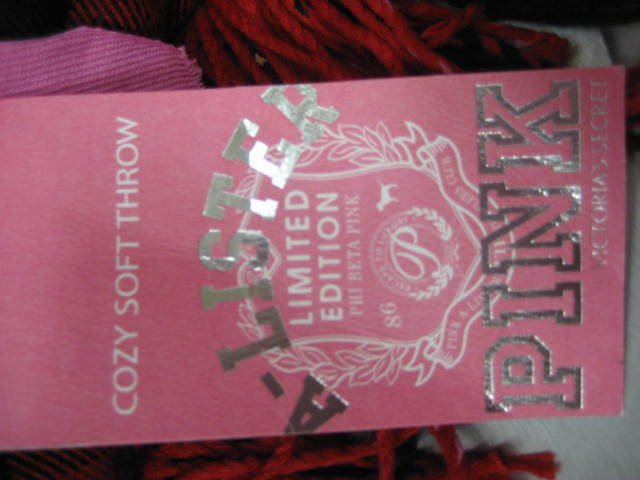 PINK
VICTORIA'S SECRET
P
86
A-LISTER
LIMITED
EDITION
PHI BETA PINK
COZY SOFT THROW